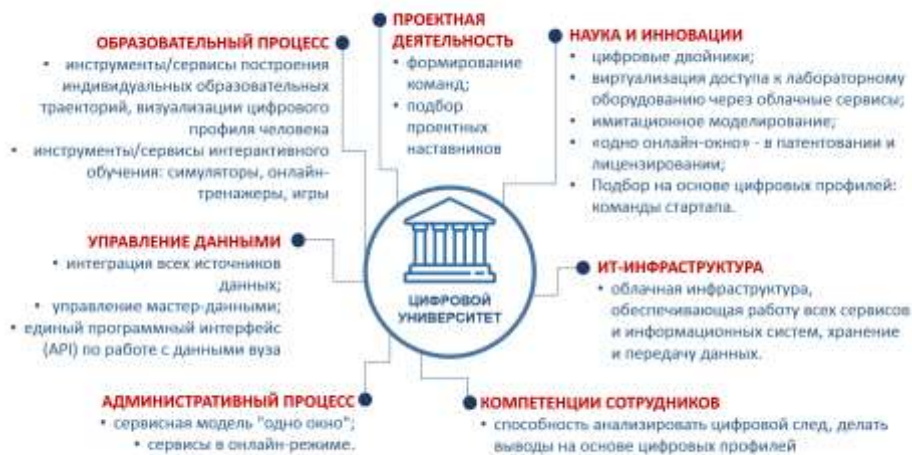 ОБРАЗОВАТЕЛЬНЫЙ ПРОЦЕСС
• инструменты/сервисы построения
индивидуальных образовательных
траекторий, визуализации цифрового
профиля человека
• инструменты/сервисы интерактивного
обучения: симуляторы, онлайн-
тренажеры, игры
ПРОЕКТНАЯ
ДЕЯТЕЛЬНОСТЬ
• формирование
команд;
• подбор
проектных
наставников
НАУКА И ИННОВАЦИИ
• цифровые двойники;
• виртуализация доступа к лабораторному
оборудованию через облачные сервисы;
• имитационное моделирование;
• «одно онлайн-окно» - в патентовании и
лицензировании;
• Подбор на основе цифровых профилей:
команды стартапа.
УПРАВЛЕНИЕ ДАННЫМИ
• интеграция всех источников
данных;
• управление мастер-данными;
• единый программный интерфейс
(API) по работе с данными вуза
ЦИФРОВОЙ
УНИВЕРСИТЕТ
ИТ-ИНФРАСТРУКТУРА
• облачная инфраструктура,
обеспечивающая работу всех сервисов
и информационных систем, хранение
и передачу данных.
АДМИНИСТРАТИВНЫЙ ПРОЦЕСС
• сервисная модель "одно окно";
• сервисы в онлайн-режиме.
КОМПЕТЕНЦИИ СОТРУДНИКОВ
• способность анализировать цифровой след, делать
выводы на основе цифровых профилей